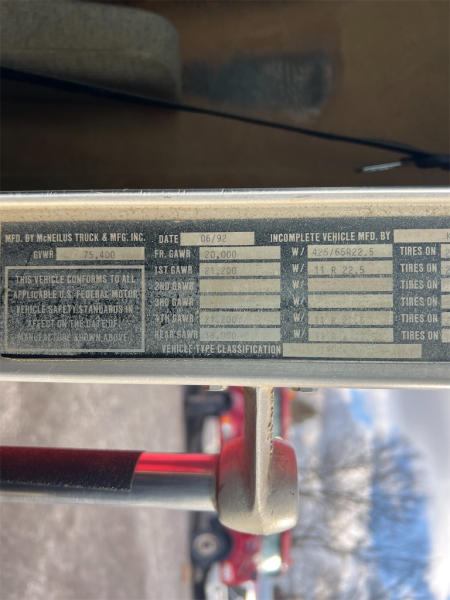 MFD. BY McNEILUS TRUCK & MFG. INC. DATE 06/92 INCOMPLETE VEHICLE MFD. BY
GVWR 75,400 FR. GAWR 20,000 W/ 425/65R22.5 TIRES ON
1ST GAWR 21,200 W/ 11 R 22.5 TIRES ON
2ND GAWR W/ TIRES ON
3RD GAWR W/ TIRES ON
4TH GAWR W/ TIRES ON
REAR GAWR W/ TIRES ON
VEHICLE TYPE CLASSIFICATION
THIS VEHICLE CONFORMS TO ALL
APPLICABLE U.S. FEDERAL MOTOR
VEHICLE SAFETY STANDARDS IN
EFFECT ON THE DATE OF
MANUFACTURE SHOWN ABOVE